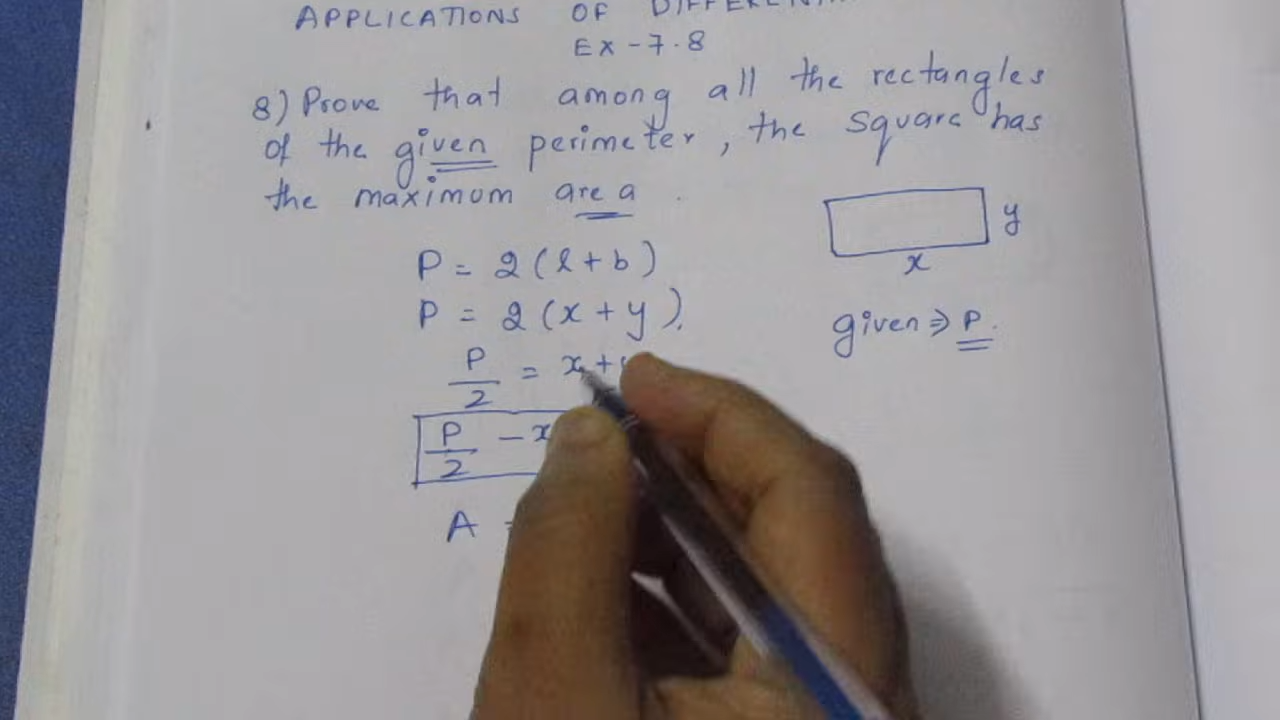 APPLICATIONS OF
EX-7.8
8) Prove that among all the rectangles
of the given perimeter, the square has
the maximum area.
y
x
P = 2(l+b)
P = 2(x+y).
given ⇒ P.
P/2 = x+
P/2 - x
A